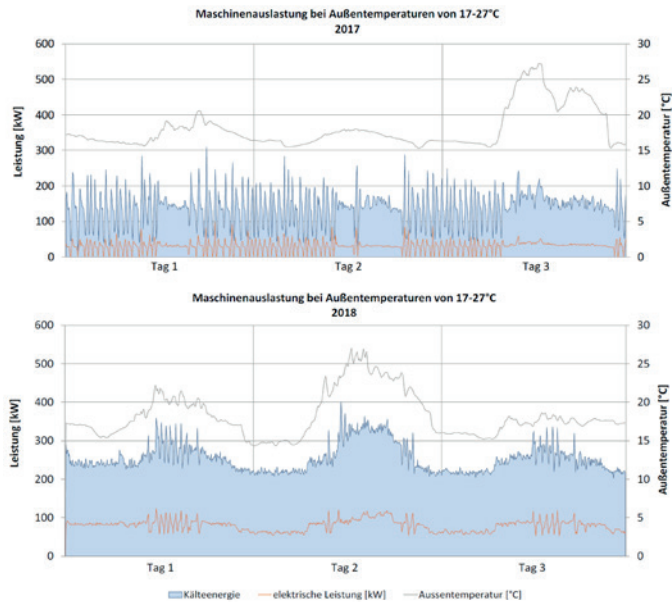 Maschinenauslastung bei Außentemperaturen von 17-27°C
2017
Leistung [kW]
600
500
400
300
200
100
0
30
25
20
15
10
5
0
Außentemperatur [°C]
Tag 1
Tag 2
Tag 3
Maschinenauslastung bei Außentemperaturen von 17-27°C
2018
Leistung [kW]
600
500
400
300
200
100
0
30
25
20
15
10
5
0
Außentemperatur [°C]
Tag 1
Tag 2
Tag 3
Kälteenergie
elektrische Leistung [kW]
Aussentemperatur [°C]